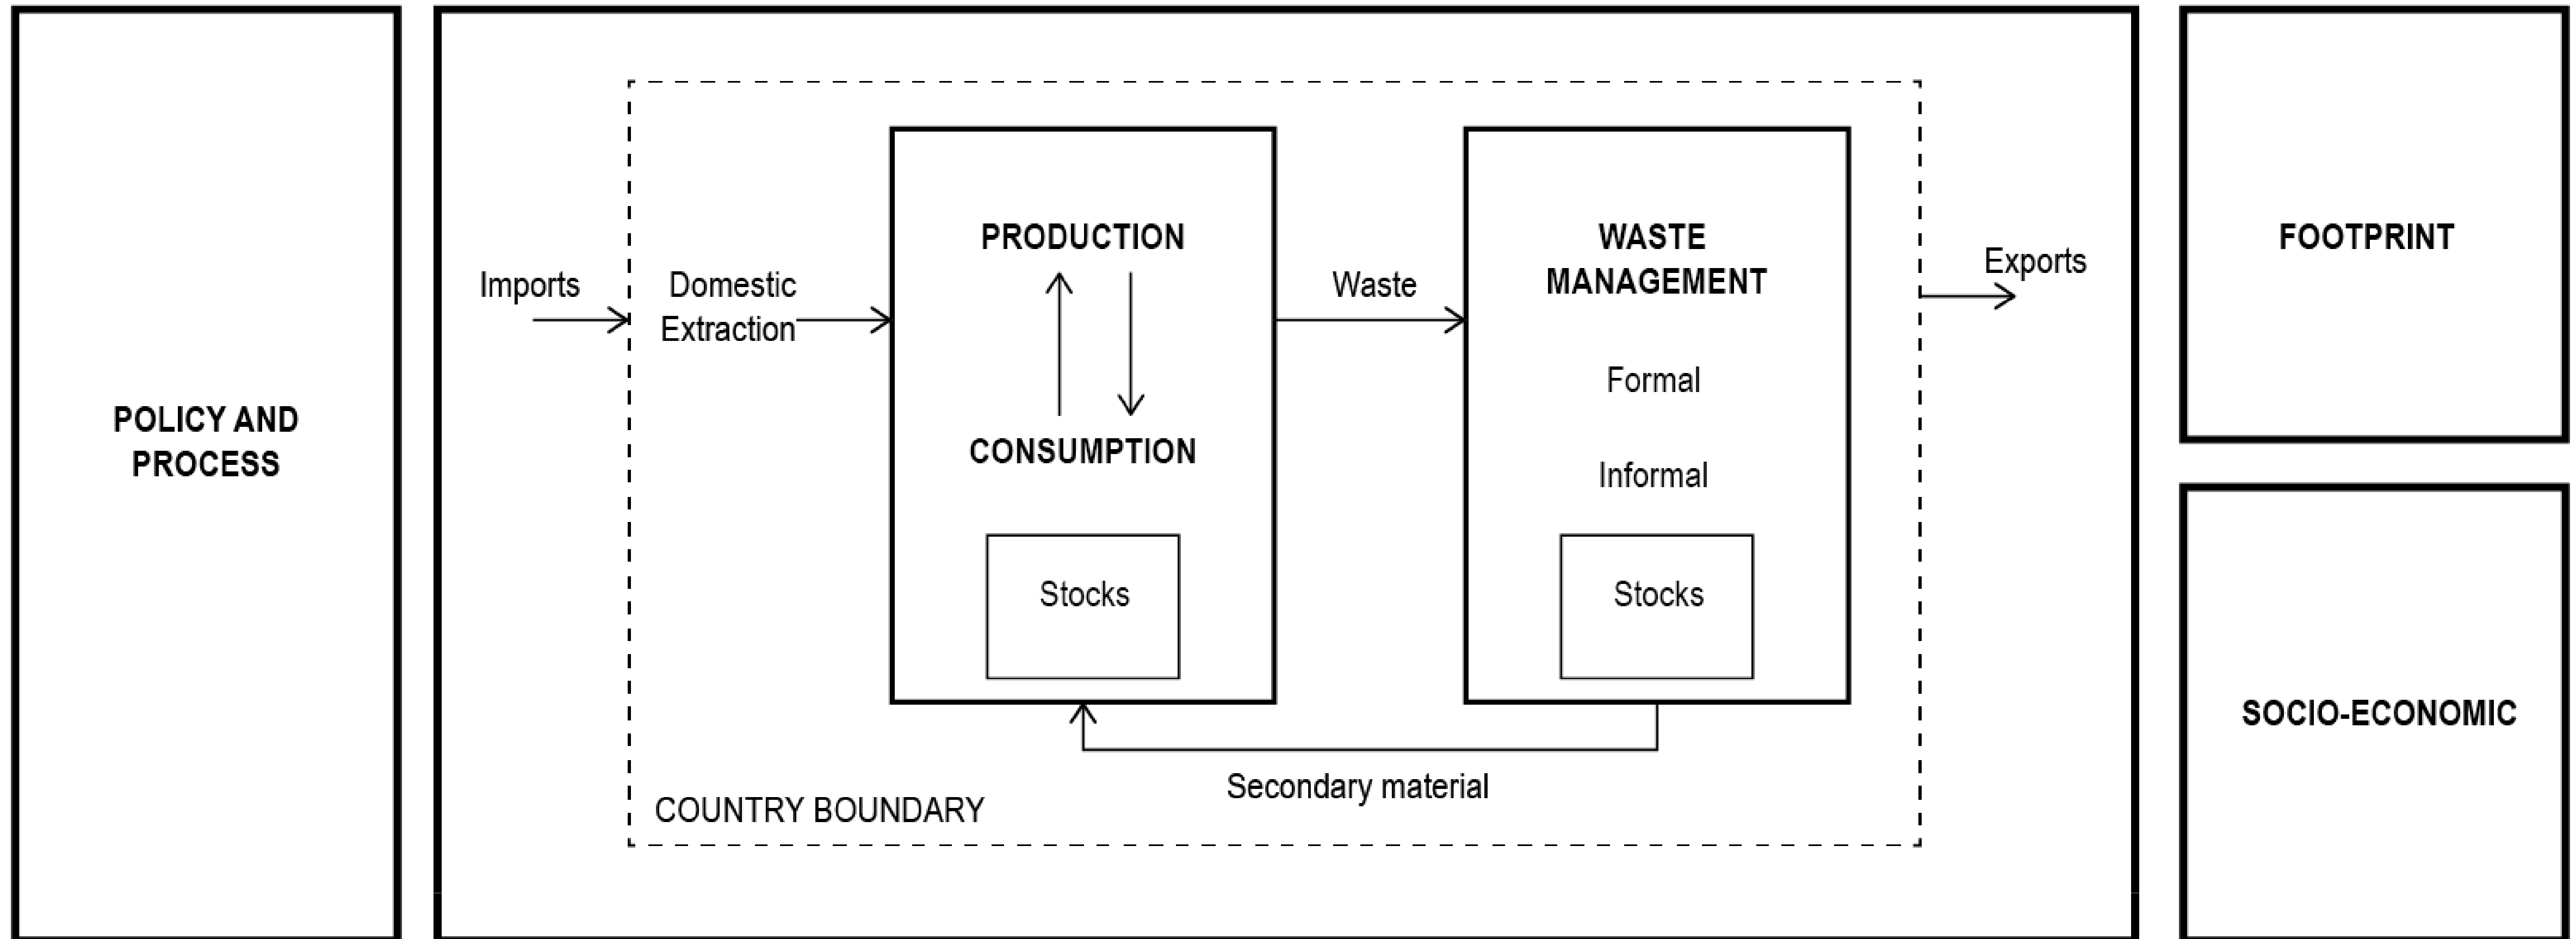 POLICY AND
PROCESS
Imports
Domestic
Extraction
PRODUCTION
CONSUMPTION
Stocks
Waste
WASTE
MANAGEMENT
Formal
Informal
Stocks
Secondary material
COUNTRY BOUNDARY
Exports
FOOTPRINT
SOCIO-ECONOMIC